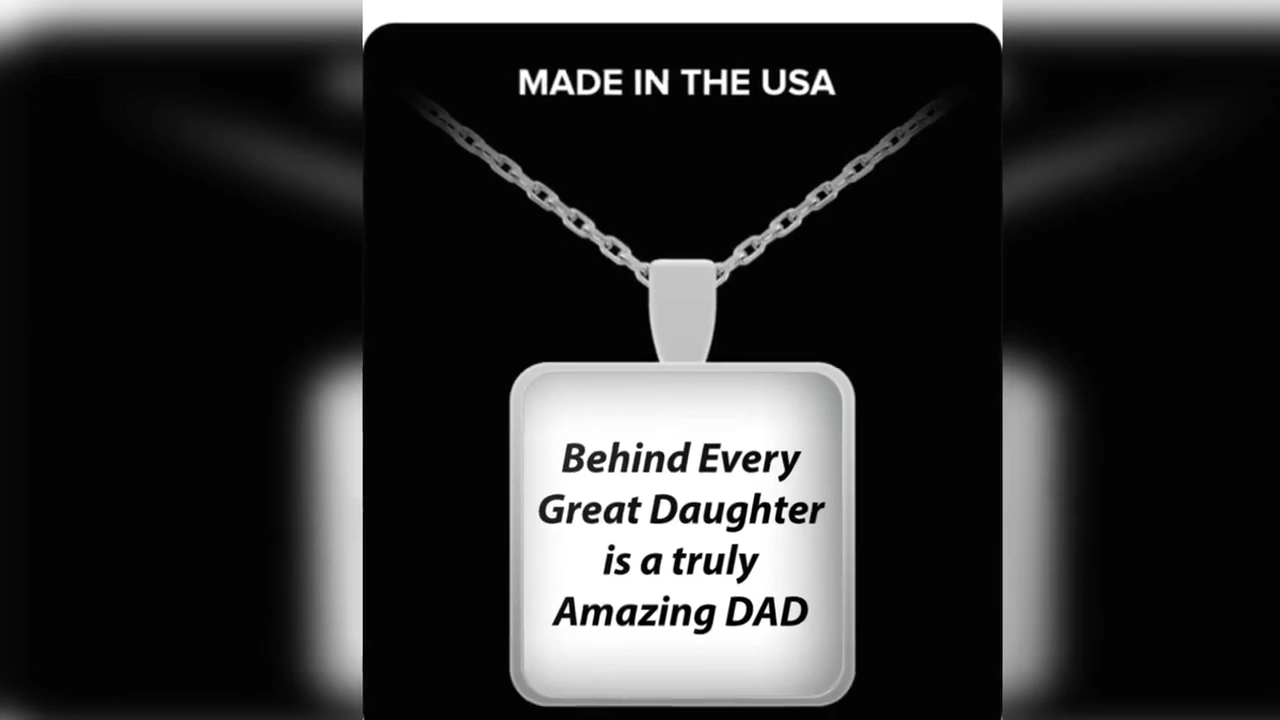 MADE IN THE USA
Behind Every
Great Daughter
is a truly
Amazing DAD